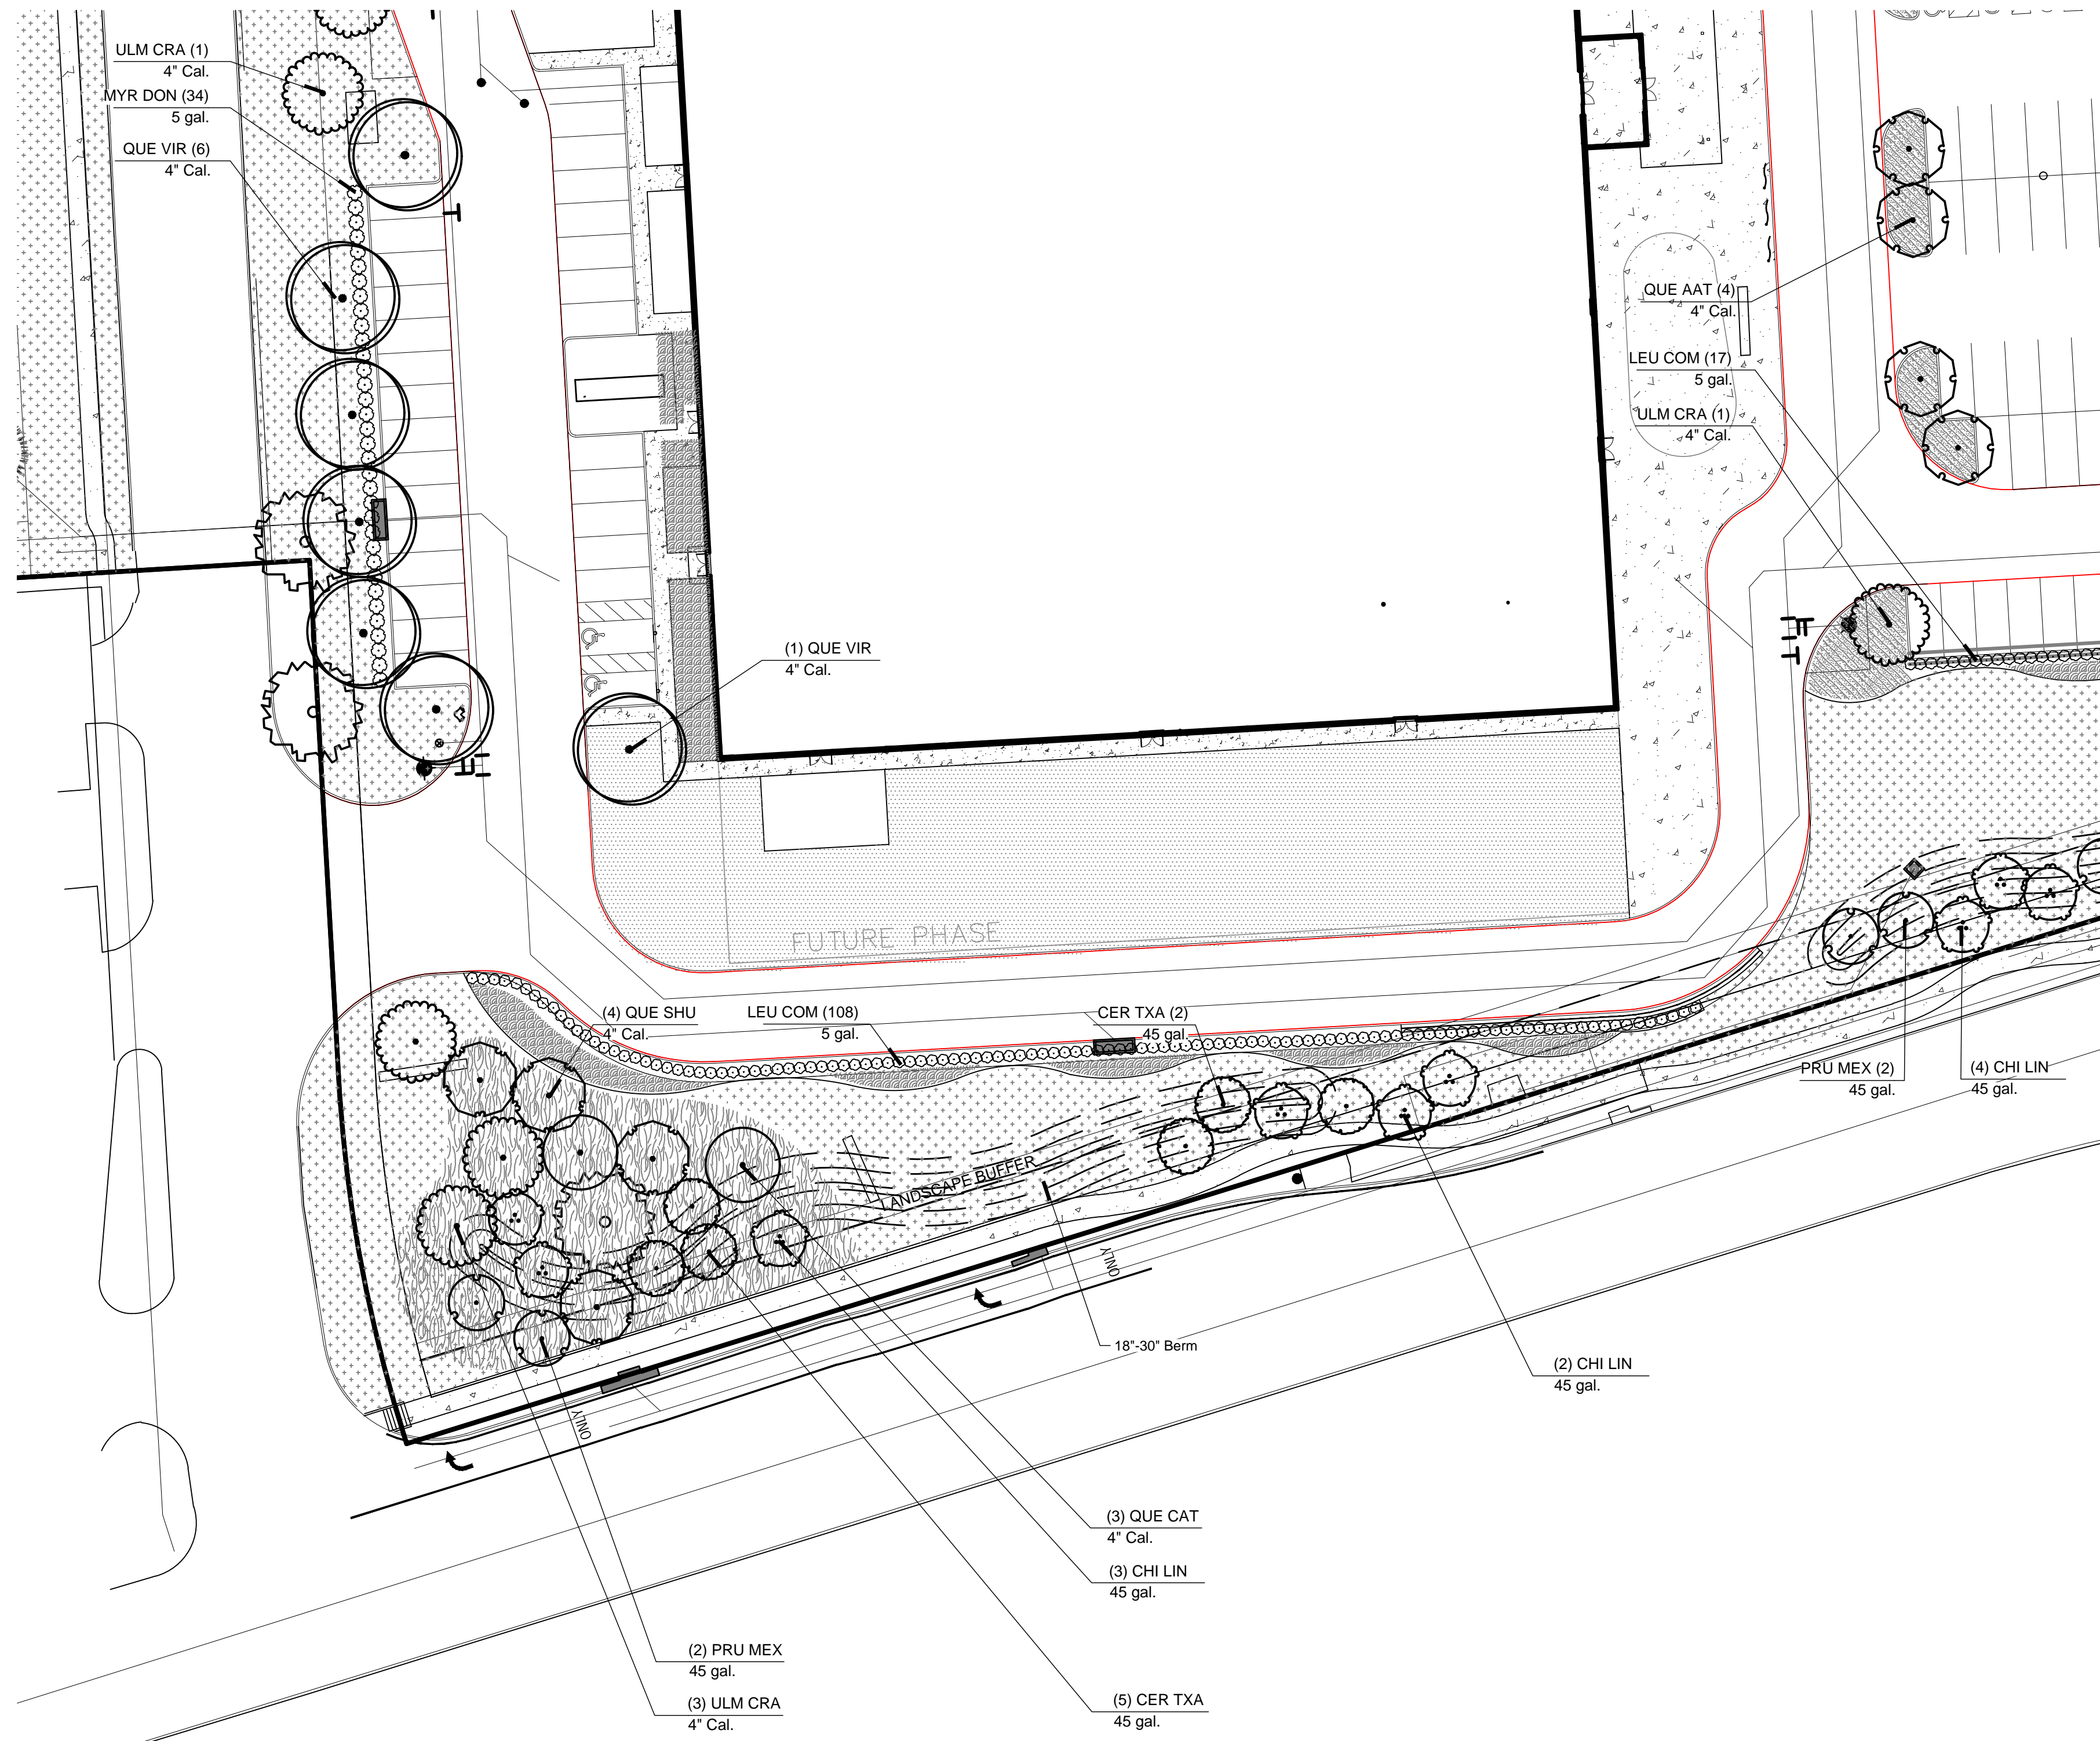 ULM CRA (1)
4" Cal.
MYR DON (34)
5 gal.
QUE VIR (6)
4" Cal.
QUE AAT (4)
4" Cal.
LEU COM (17)
5 gal.
ULM CRA (1)
4" Cal.
(1) QUE VIR
4" Cal.
FUTURE PHASE
(4) QUE SHU
4" Cal.
LEU COM (108)
5 gal.
CER TXA (2)
45 gal.
PRU MEX (2)
45 gal.
(4) CHI LIN
45 gal.
LANDSCAPE BUFFER
ONLY
18"-30" Berm
(2) CHI LIN
45 gal.
ONLY
(3) QUE CAT
4" Cal.
(3) CHI LIN
45 gal.
(2) PRU MEX
45 gal.
(3) ULM CRA
4" Cal.
(5) CER TXA
45 gal.